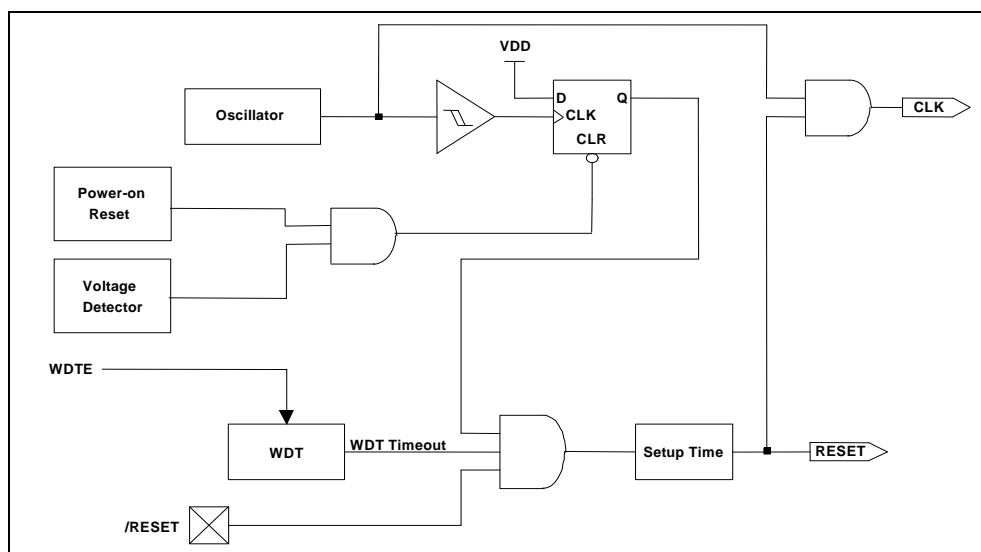 VDD
D
Q
CLK
CLR
Oscillator
CLK
Power-on
Reset
Voltage
Detector
WDTE
WDT
WDT Timeout
Setup Time
RESET
/RESET